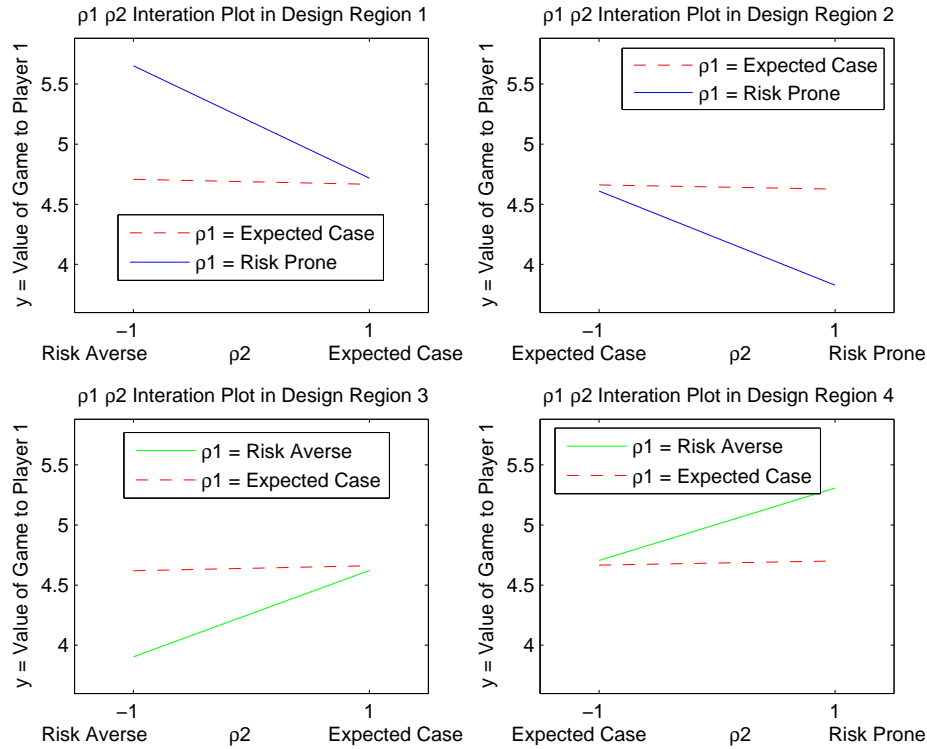 ρ1 ρ2 Interation Plot in Design Region 1
y = Value of Game to Player 1
5.5
5
4.5
4
ρ1 = Expected Case
ρ1 = Risk Prone
−1
1
Risk Averse
ρ2
Expected Case
ρ1 ρ2 Interation Plot in Design Region 2
y = Value of Game to Player 1
5.5
5
4.5
4
ρ1 = Expected Case
ρ1 = Risk Prone
−1
1
Expected Case
ρ2
Risk Prone
ρ1 ρ2 Interation Plot in Design Region 3
y = Value of Game to Player 1
5.5
5
4.5
4
ρ1 = Risk Averse
ρ1 = Expected Case
−1
1
Risk Averse
ρ2
Expected Case
ρ1 ρ2 Interation Plot in Design Region 4
y = Value of Game to Player 1
5.5
5
4.5
4
ρ1 = Risk Averse
ρ1 = Expected Case
−1
1
Expected Case
ρ2
Risk Prone